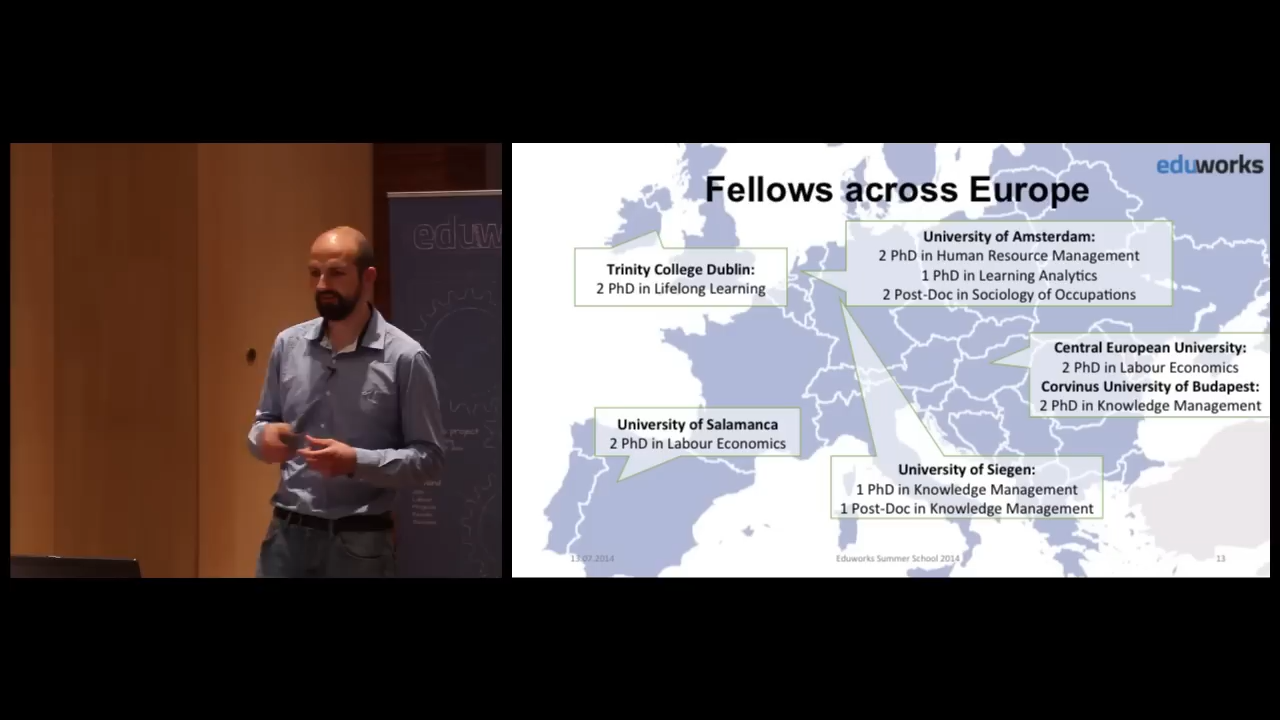 eduw
project
eduworks
Fellows across Europe
University of Amsterdam:
2 PhD in Human Resource Management
1 PhD in Learning Analytics
2 Post-Doc in Sociology of Occupations
Trinity College Dublin:
2 PhD in Lifelong Learning
Central European University:
2 PhD in Labour Economics
Corvinus University of Budapest:
2 PhD in Knowledge Management
University of Salamanca
2 PhD in Labour Economics
University of Siegen:
1 PhD in Knowledge Management
1 Post-Doc in Knowledge Management
13.07.2014
Eduworks Summer School 2014
13